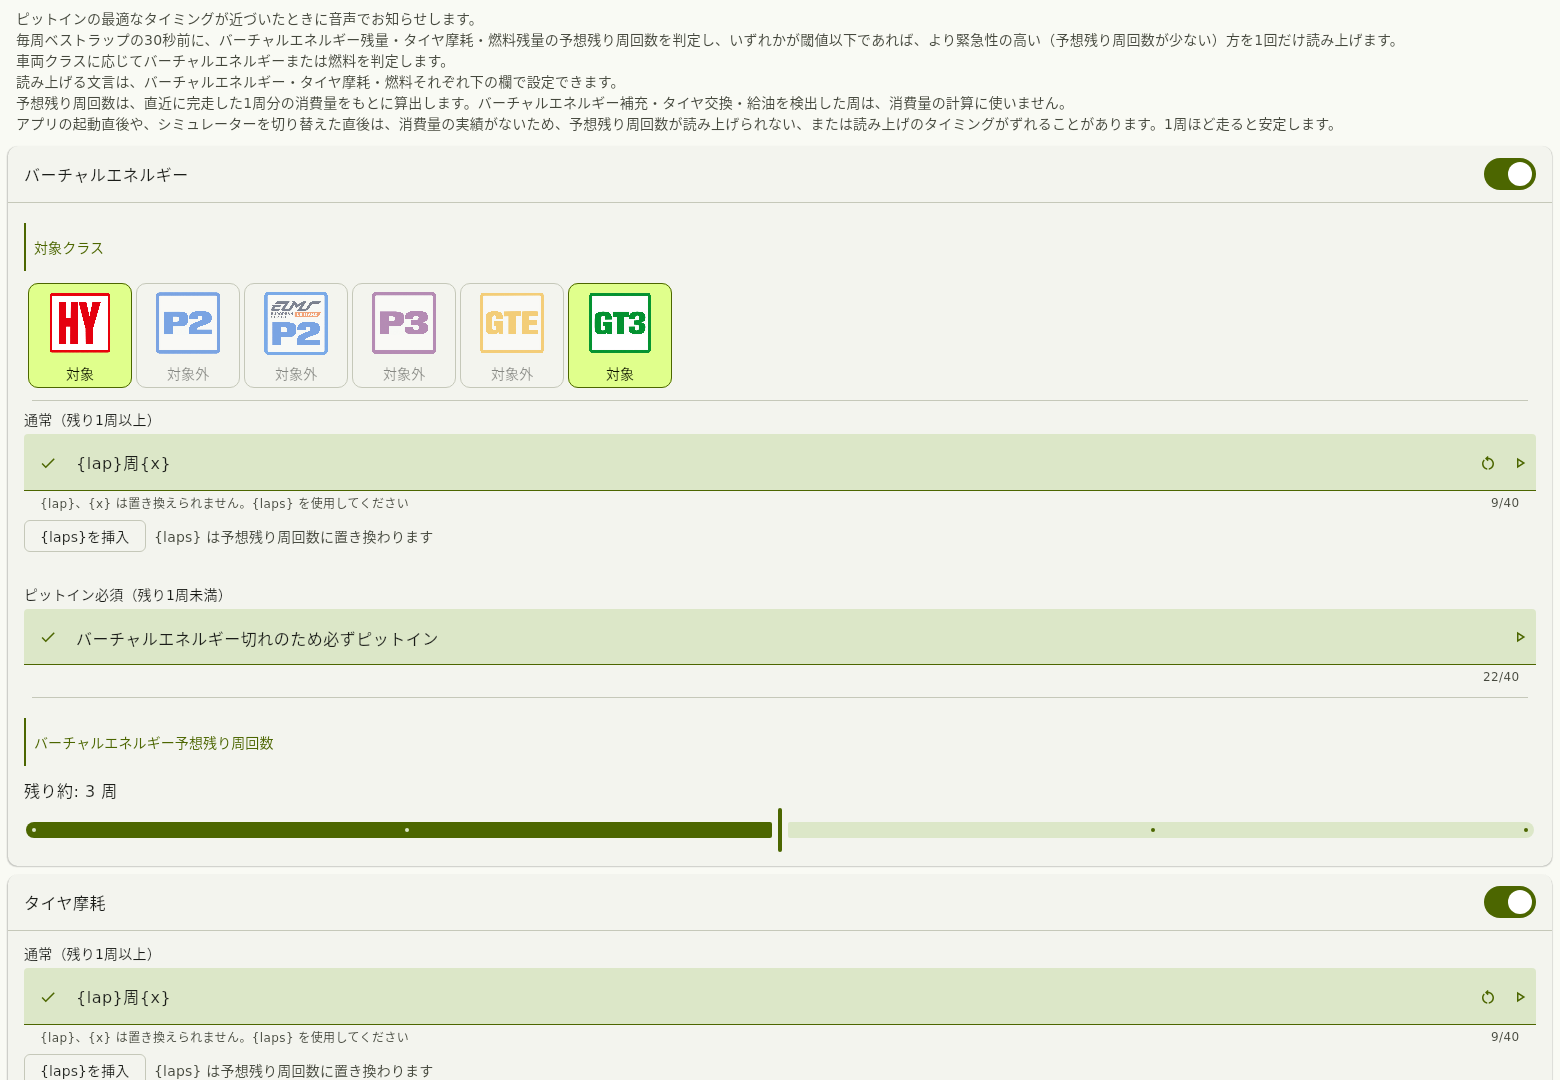 ピットインの最適なタイミングが近づいたときに音声でお知らせします。
毎周ベストラップの30秒前に、バーチャルエネルギー残量・タイヤ摩耗・燃料残量の予想残り周回数を判定し、いずれかが閾値以下であれば、より緊急性の高い（予想残り周回数が少ない）方を1回だけ読み上げます。
車両クラスに応じてバーチャルエネルギーまたは燃料を判定します。
読み上げる文言は、バーチャルエネルギー・タイヤ摩耗・燃料それぞれ下の欄で設定できます。
予想残り周回数は、直近に完走した1周分の消費量をもとに算出します。バーチャルエネルギー補充・タイヤ交換・給油を検出した周は、消費量の計算に使いません。
アプリの起動直後や、シミュレーターを切り替えた直後は、消費量の実績がないため、予想残り周回数が読み上げられない、または読み上げのタイミングがずれることがあります。1周ほど走ると安定します。
バーチャルエネルギー
対象クラス
HY P2 ELMS P2 P3 GTE GT3
対象 対象外 対象外 対象外 対象外 対象
通常（残り1周以上）
{lap}周{x}
{lap}、{x} は置き換えられません。{laps} を使用してください 9/40
{laps}を挿入 {laps} は予想残り周回数に置き換わります
ピットイン必須（残り1周未満）
バーチャルエネルギー切れのため必ずピットイン
22/40
バーチャルエネルギー予想残り周回数
残り約: 3 周
タイヤ摩耗
通常（残り1周以上）
{lap}周{x}
{lap}、{x} は置き換えられません。{laps} を使用してください 9/40
{laps}を挿入 {laps} は予想残り周回数に置き換わります